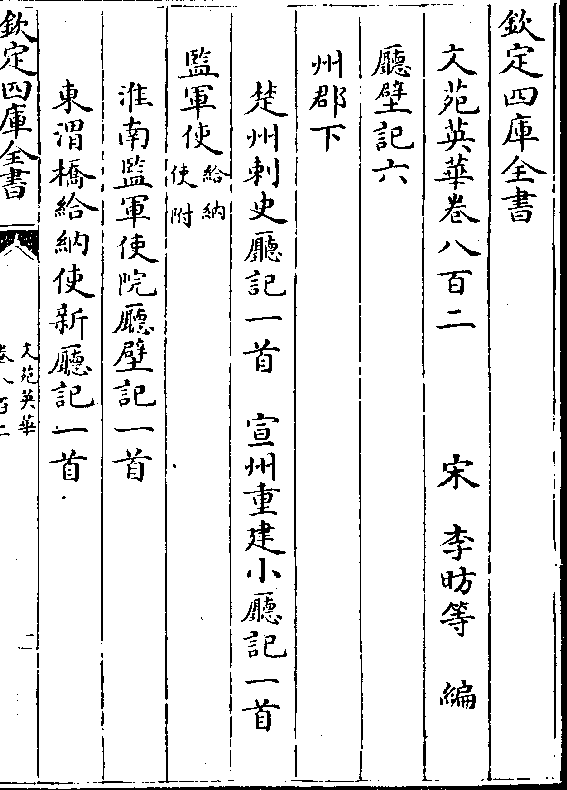 欽定四庫全書
文苑英華卷八百二　宋　李昉等　編
廳壁記六
州郡下
楚州刺史廳記一首　宣州重建小廳記一首
監軍使給納使附
淮南監軍使院廳壁記一首
東渭橋給納使新廳記一首
欽定四庫全書
文苑英華
卷八百二